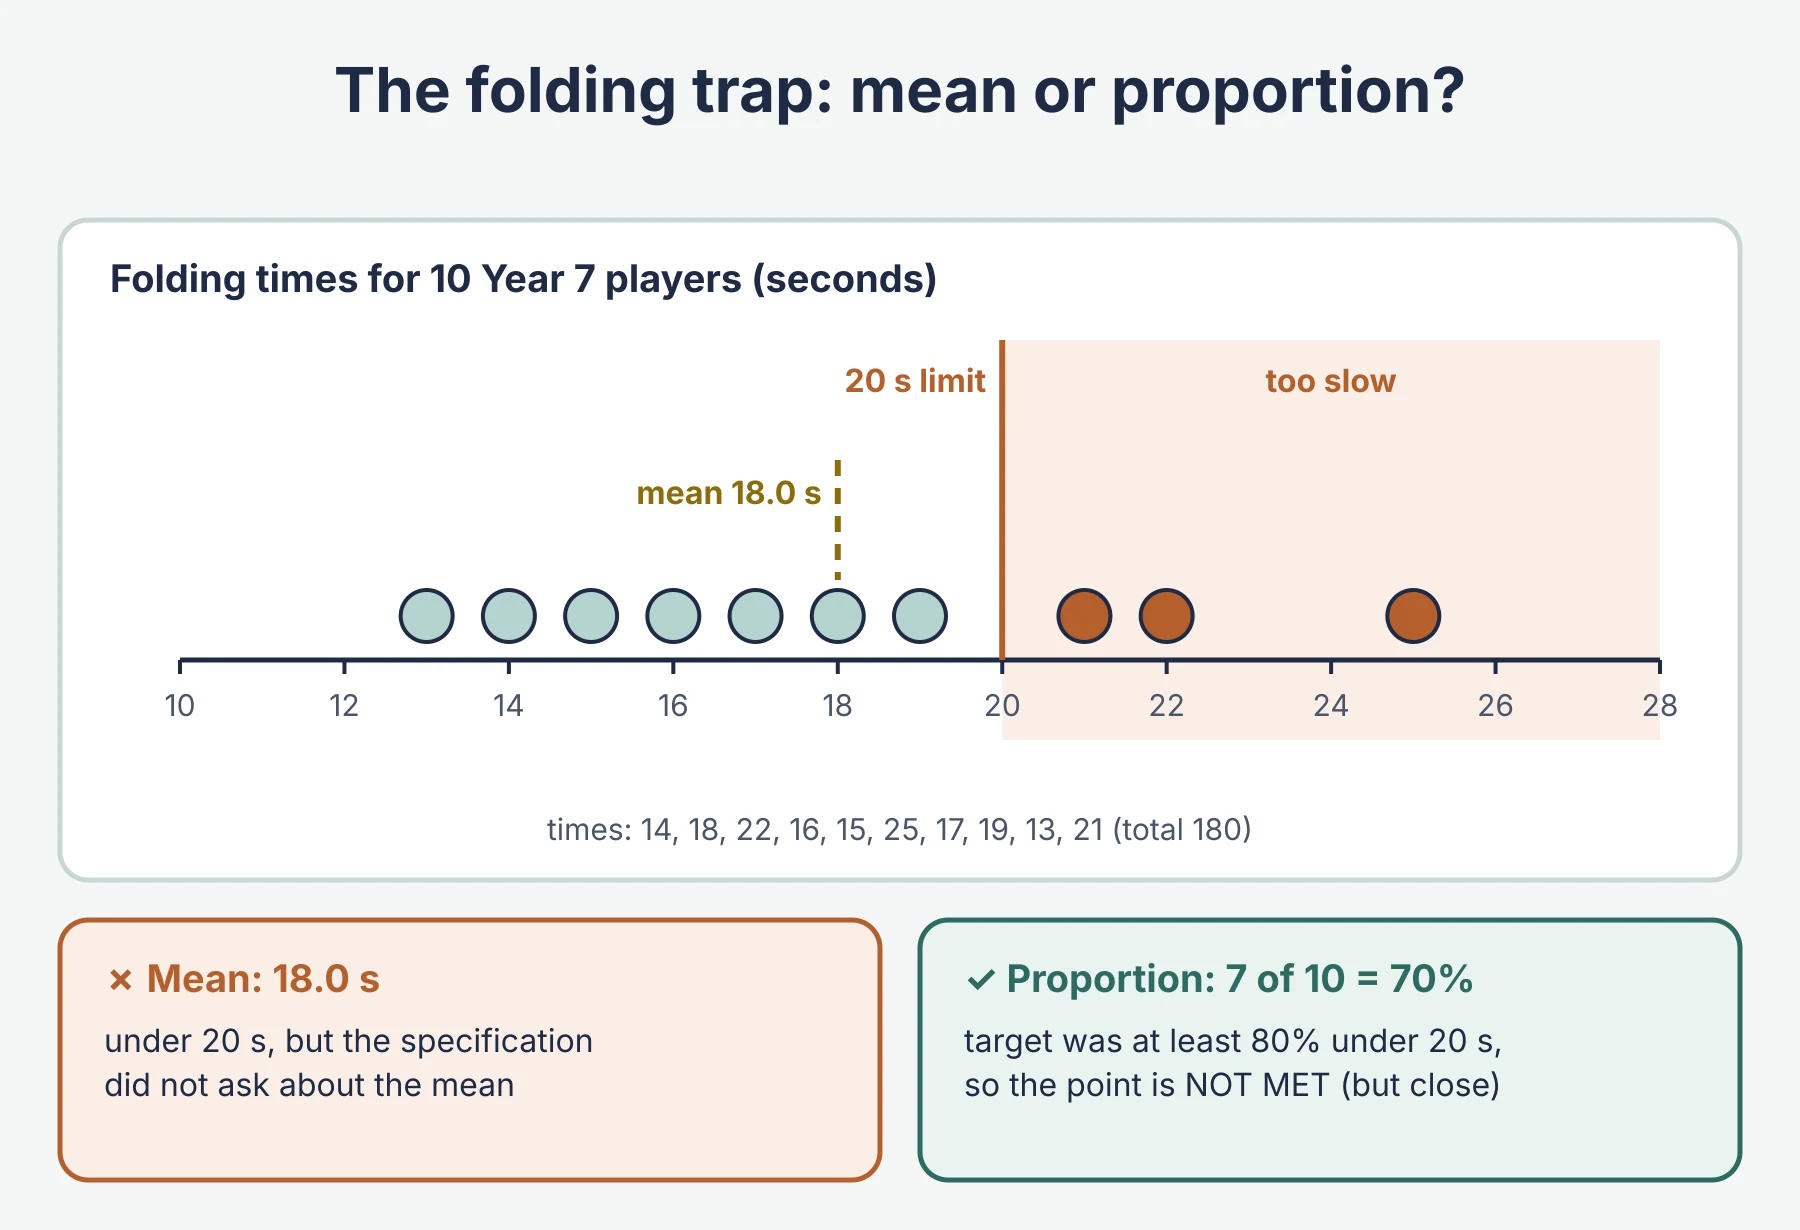 The folding trap: mean or proportion?
Folding times for 10 Year 7 players (seconds)
20 s limit
too slow
mean 18.0 s
10 12 14 16 18 20 22 24 26 28
times: 14, 18, 22, 16, 15, 25, 17, 19, 13, 21 (total 180)
× Mean: 18.0 s
under 20 s, but the specification
did not ask about the mean
✓ Proportion: 7 of 10 = 70%
target was at least 80% under 20 s,
so the point is NOT MET (but close)